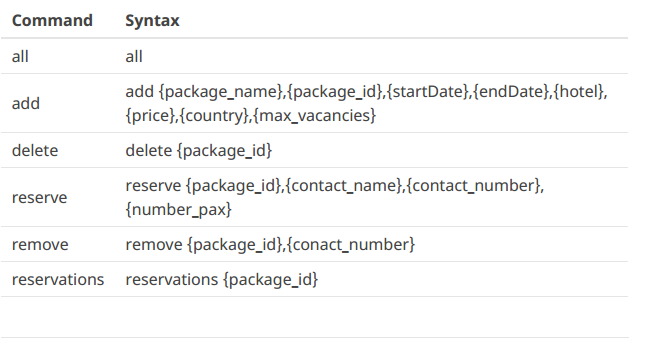 Command Syntax
all all
add add {package_name},{package_id},{startDate},{endDate},{hotel},
{price},{country},{max_vacancies}
delete delete {package_id}
reserve reserve {package_id},{contact_name},{contact_number},
{number_pax}
remove remove {package_id},{conact_number}
reservations reservations {package_id}